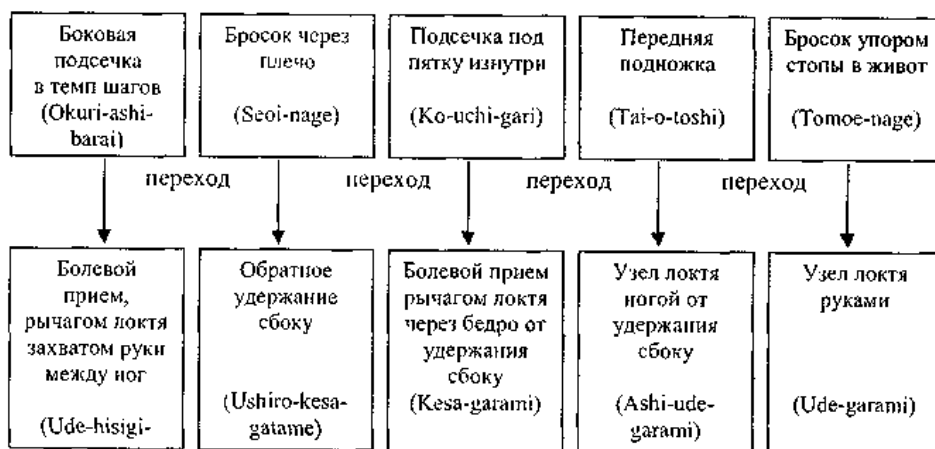 Боковая
подсечка
в темп шагов
(Okuri-ashi-
barai)
Бросок через
плечо
(Seoi-nage)
Подсечка под
пятку изнутри
(Ko-uchi-gari)
Передняя
подножка
(Tai-o-toshi)
Бросок упором
стопы в живот
(Tomoe-nage)
переход
переход
переход
переход
Болевой
прием,
рычагом локтя
захватом руки
между ног
(Ude-hisigi-
Обратное
удержание
сбоку
(Ushiro-kesa-
gatame)
Болевой прием
рычагом локтя
через бедро от
удержания
сбоку
(Kesa-garami)
Узел локтя
ногой от
удержания
сбоку
(Ashi-ude-
garami)
Узел локтя
руками
(Ude-garami)